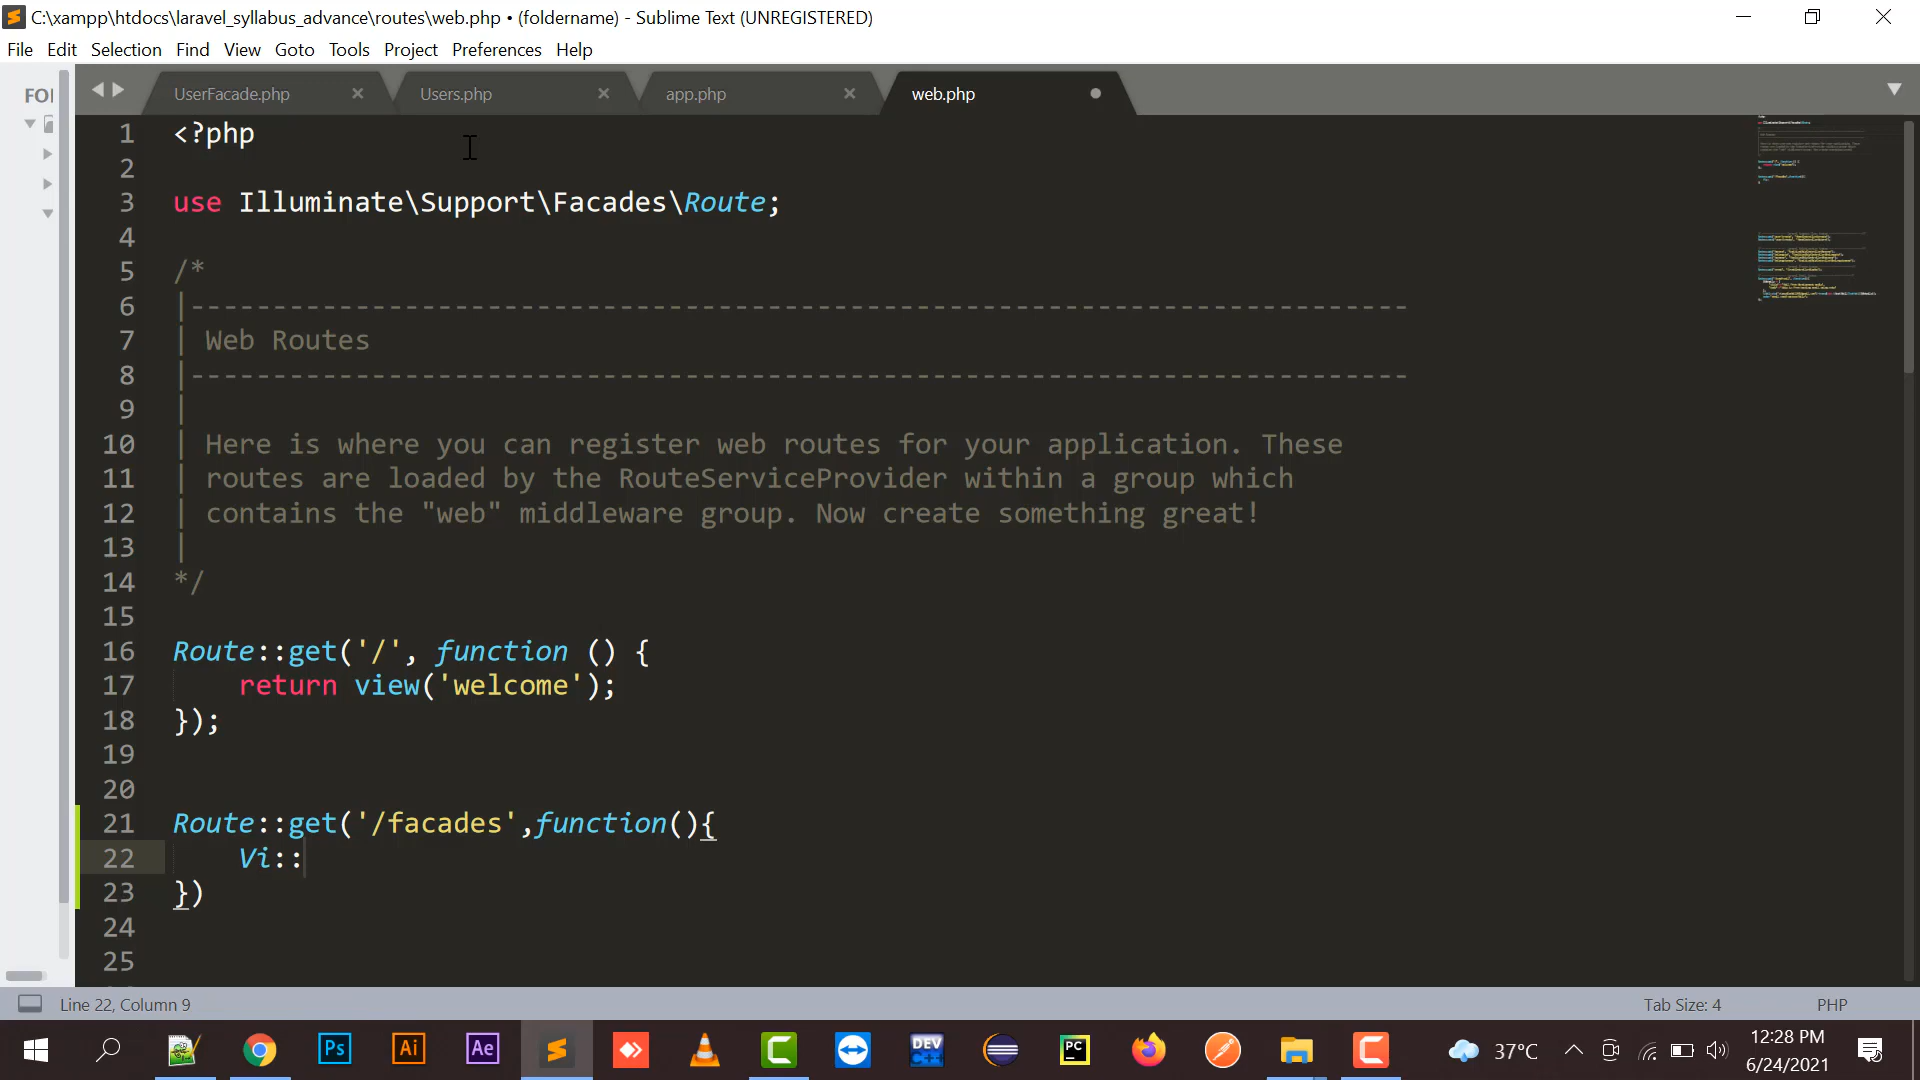 C:\xampp\htdocs\laravel_syllabus_advance\routes\web.php • (foldername) - Sublime Text (UNREGISTERED)
File Edit Selection Find View Goto Tools Project Preferences Help
FOI
UserFacade.php × Users.php × app.php × web.php
1 <?php
2
3 use Illuminate\Support\Facades\Route;
4
5 /*
6 |--------------------------------------------------------------------------
7 | Web Routes
8 |--------------------------------------------------------------------------
9 |
10 | Here is where you can register web routes for your application. These
11 | routes are loaded by the RouteServiceProvider within a group which
12 | contains the "web" middleware group. Now create something great!
13 |
14 */
15
16 Route::get('/', function () {
17 return view('welcome');
18 });
19
20
21 Route::get('/facades',function(){
22 Vi::
23 })
24
25
Line 22, Column 9 Tab Size: 4 PHP
Ps Ai Ae DEV C++ PC 37°C 12:28 PM
6/24/2021